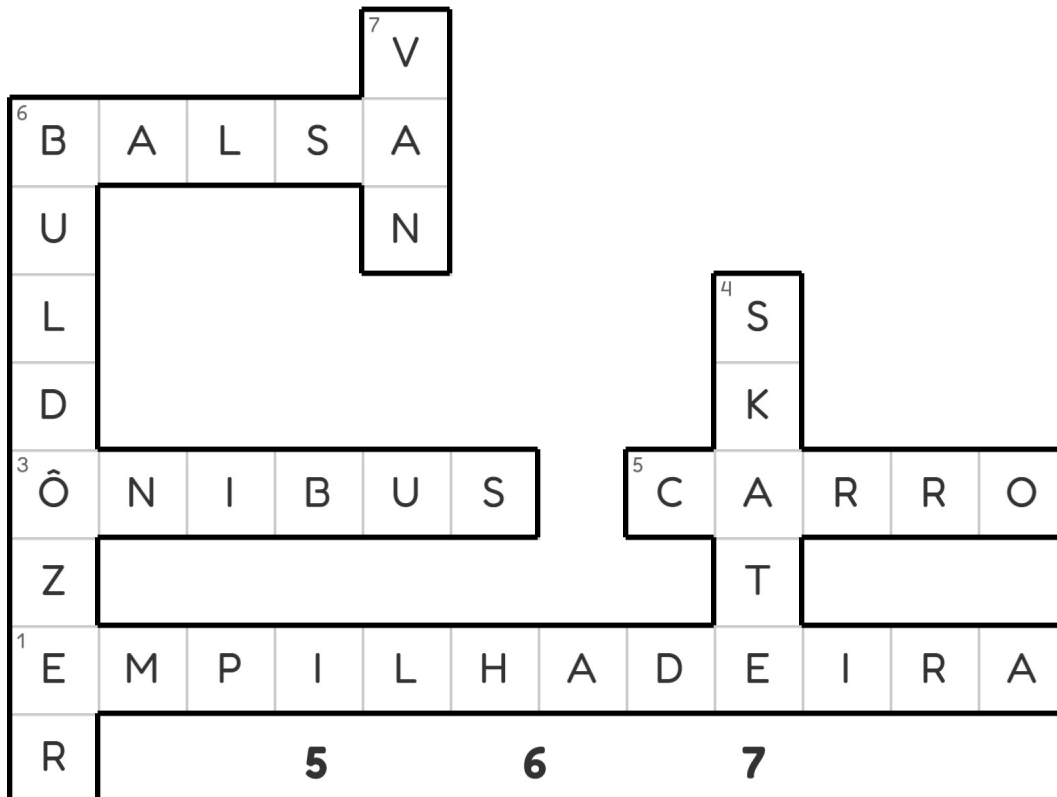 7 V
6 B A L S A
U N
L 4 S
D K
3 Ô N I B U S 5 C A R R O
Z T
1 E M P I L H A D E I R A
R 5 6 7